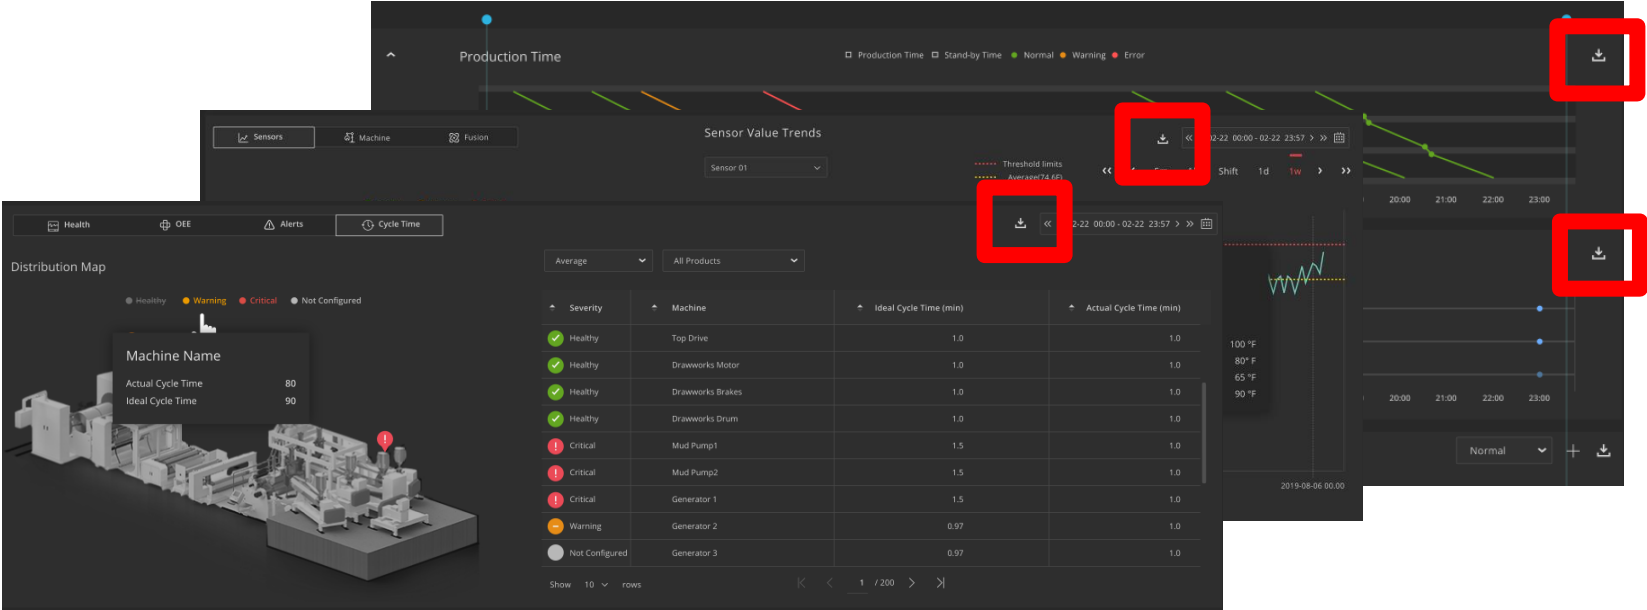 Production Time
Production Time Stand-by Time Normal Warning Error
20:00 21:00 22:00 23:00
20:00 21:00 22:00 23:00
Normal
Sensors Machine Fusion
Sensor Value Trends
02-22 00:00 - 02-22 23:57
Sensor 01
Threshold limits
Average(74.6F)
Shift 1d 1w
100 °F
80° F
65 °F
90 °F
2019-08-06 00.00
Health OEE Alerts Cycle Time
2-22 00:00 - 02-22 23:57
Distribution Map
Healthy Warning Critical Not Configured
Machine Name
Actual Cycle Time 80
Ideal Cycle Time 90
Average All Products
Severity Machine Ideal Cycle Time (min) Actual Cycle Time (min)
Healthy Top Drive 1.0 1.0
Healthy Drawworks Motor 1.0 1.0
Healthy Drawworks Brakes 1.0 1.0
Healthy Drawworks Drum 1.0 1.0
Critical Mud Pump1 1.5 1.0
Critical Mud Pump2 1.5 1.0
Critical Generator 1 1.5 1.0
Warning Generator 2 0.97 1.0
Not Configured Generator 3 0.97 1.0
Show 10 rows
1 / 200